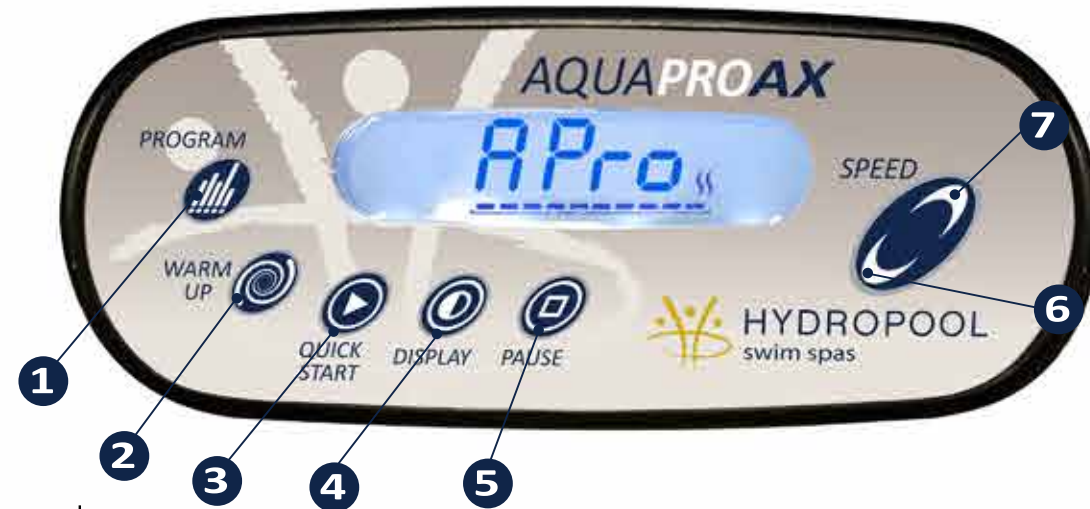 AQUAPROAX
PROGRAM
APro
SPEED
WARM
UP
QUICK
START
DISPLAY
PAUSE
HYDROPOOL
swim spas
1
2
3
4
5
6
7